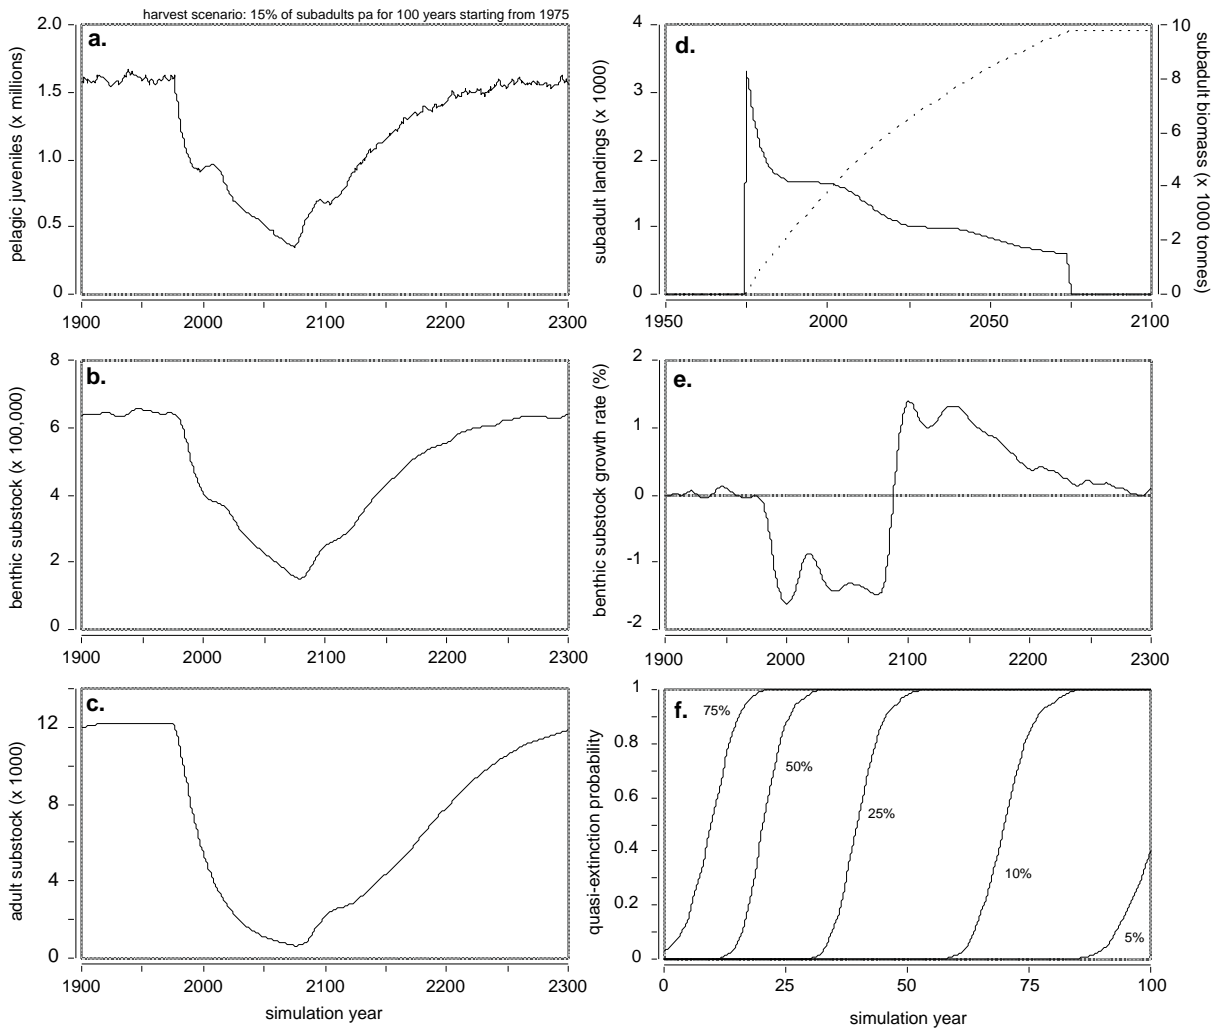 harvest scenario: 15% of subadults pa for 100 years starting from 1975
a.
pelagic juveniles (x millions)
2.0
1.5
1.0
0.5
0
1900 2000 2100 2200 2300
d.
subadult landings (x 1000)
4
3
2
1
0
subadult biomass (x 1000 tonnes)
10
8
6
4
2
0
1950 2000 2050 2100
b.
benthic substock (x 100,000)
8
6
4
2
0
1900 2000 2100 2200 2300
e.
benthic substock growth rate (%)
2
1
0
-1
-2
1900 2000 2100 2200 2300
c.
adult substock (x 1000)
12
8
4
0
1900 2000 2100 2200 2300
simulation year
f.
quasi-extinction probability
1
0.8
0.6
0.4
0.2
0
75%
50%
25%
10%
5%
0 25 50 75 100
simulation year